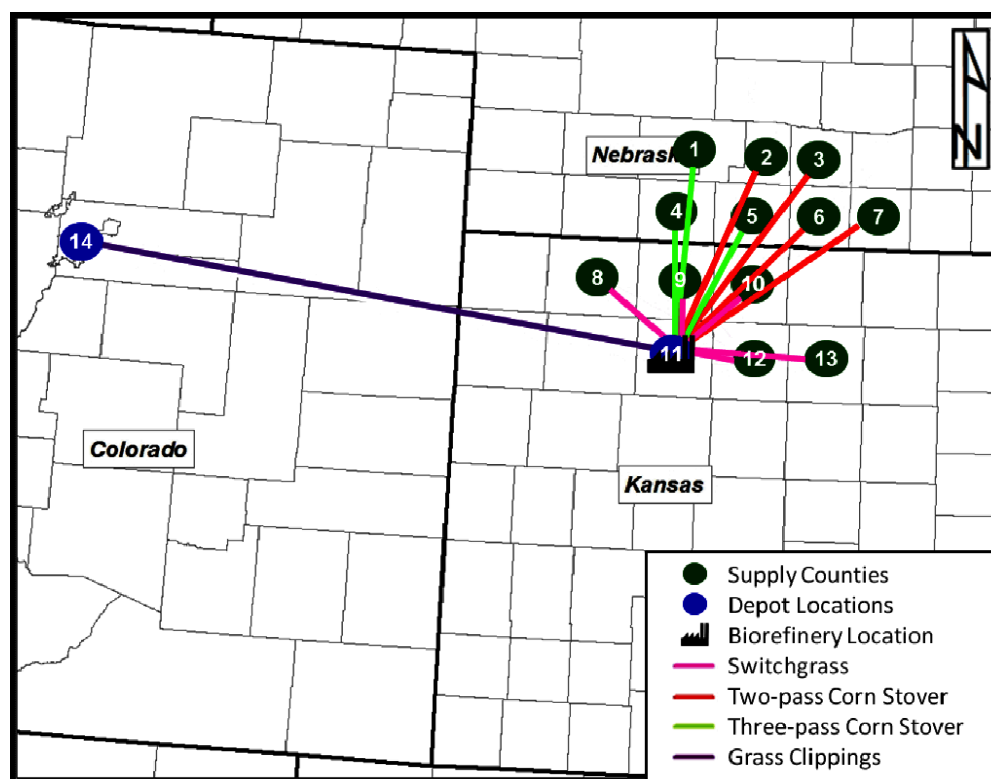 1
2
3
Nebrask
4
5
6
7
14
8
9
10
11
12
13
Colorado
Kansas
Supply Counties
Depot Locations
Biorefinery Location
Switchgrass
Two-pass Corn Stover
Three-pass Corn Stover
Grass Clippings
N